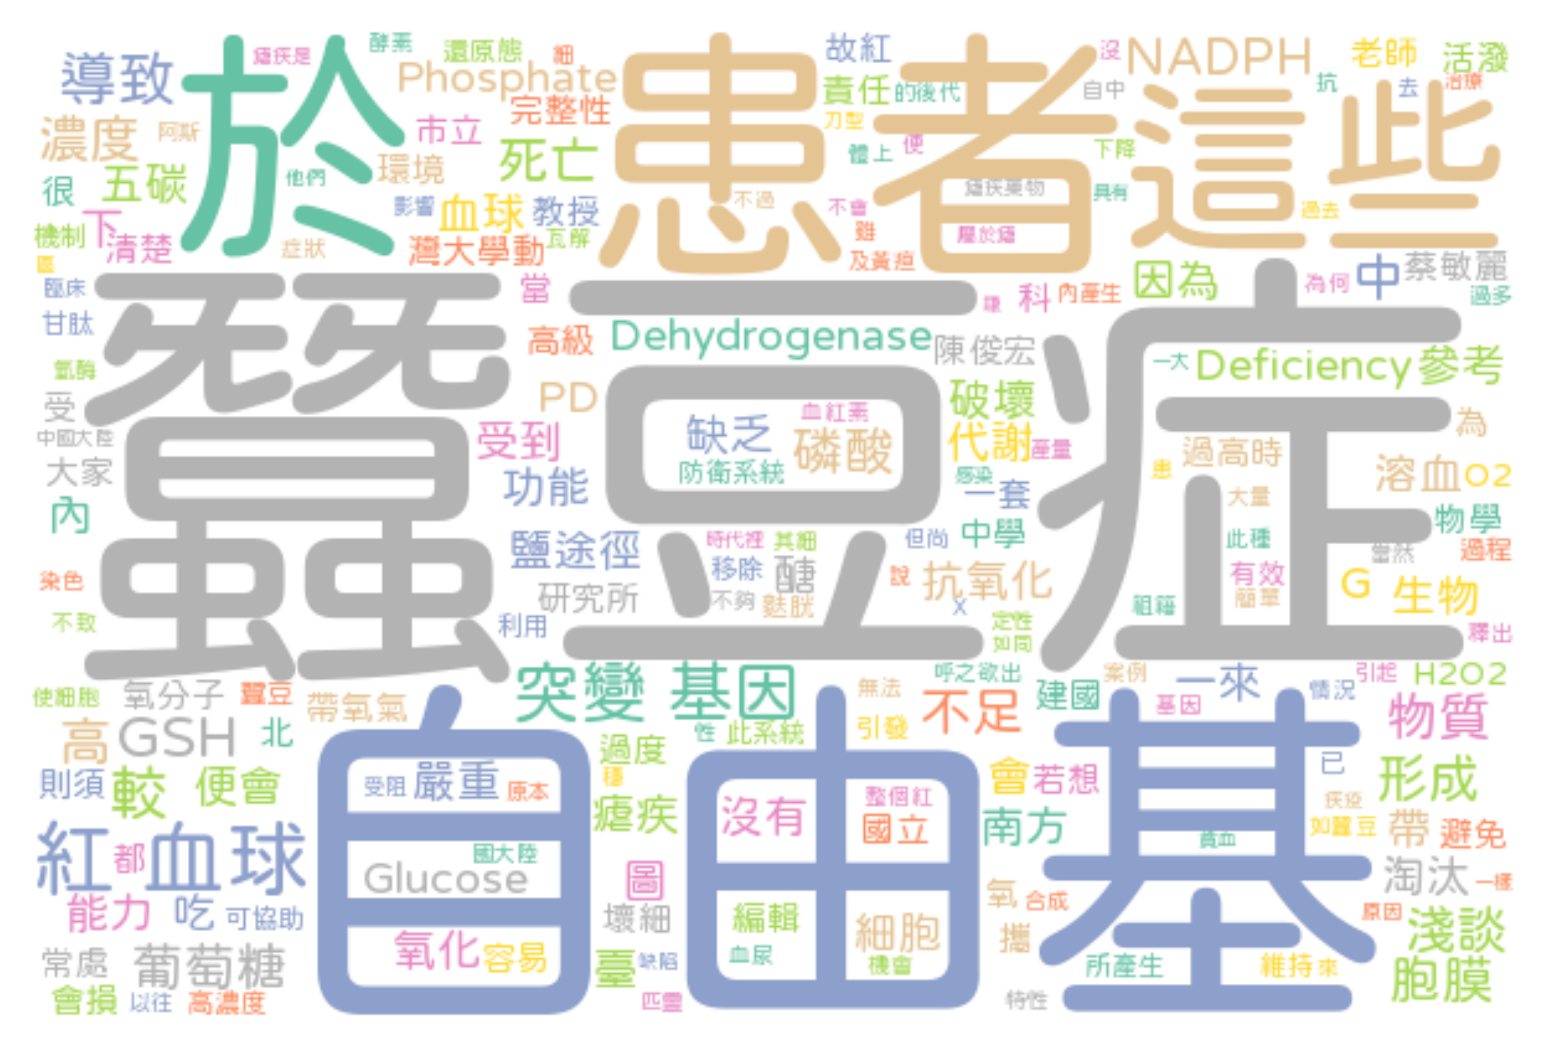 導致
瘧疾是
酵素
還原態
細
故紅
沒
NADPH
老師
活潑
於
患者這些
Phosphate
責任
的後代
自中
抗
去
治療
濃度
阿斯
市立
完整性
刀型
體上
便
下降
很
五碳
他們
環境
死亡
不過
瘧疾藥物
具有
影響
血球
教授
不會
過去
機制
下
清楚
症狀
灣大學動
瓦解
雖
屬於瘧
區
及黃疸
臨床
當
科
內產生
因為
為何
中
蔡敏麗
過多
甘肽
高級
Dehydrogenase
陳俊宏
一大
Deficiency
參考
蠶豆症
氫酶
受
PD
破壞
為
中國大陸
大家
受到
缺乏
血紅素
磷酸
代謝
產量
過高時
患
溶血
O2
防衛系統
內
功能
感染
一套
大量
物學
鹽途徑
時代裡
其細
但尚
中學
此種
當然
過程
染色
移除
醣
說
抗氧化
有效
G
生物
研究所
不夠
麩胱
X
祖籍
簡單
不致
利用
定性
如同
釋出
使細胞
氧分子
蠶豆
帶氧氣
突變
基因
無法
呼之欲出
不足
建國
案例
一來
情況
引起
H2O2
高
GSH
北
性
此系統
引發
基因
物質
自由基
則須
較
便會
受阻
嚴重
原本
過度
穩
會
若想
已
形成
瘧疾
沒有
整個紅
國立
南方
疾疫
如蠶豆
帶
避免
紅血球
都
國大陸
貧血
Glucose
圖
淘汰
一樣
能力
吃
可協助
壞細
編輯
細胞
氧
合成
原因
淺談
常處
葡萄糖
氧化
容易
臺
缺陷
血尿
機會
攜
所產生
維持
來
胞膜
會損
以往
高濃度
匹靈
特性